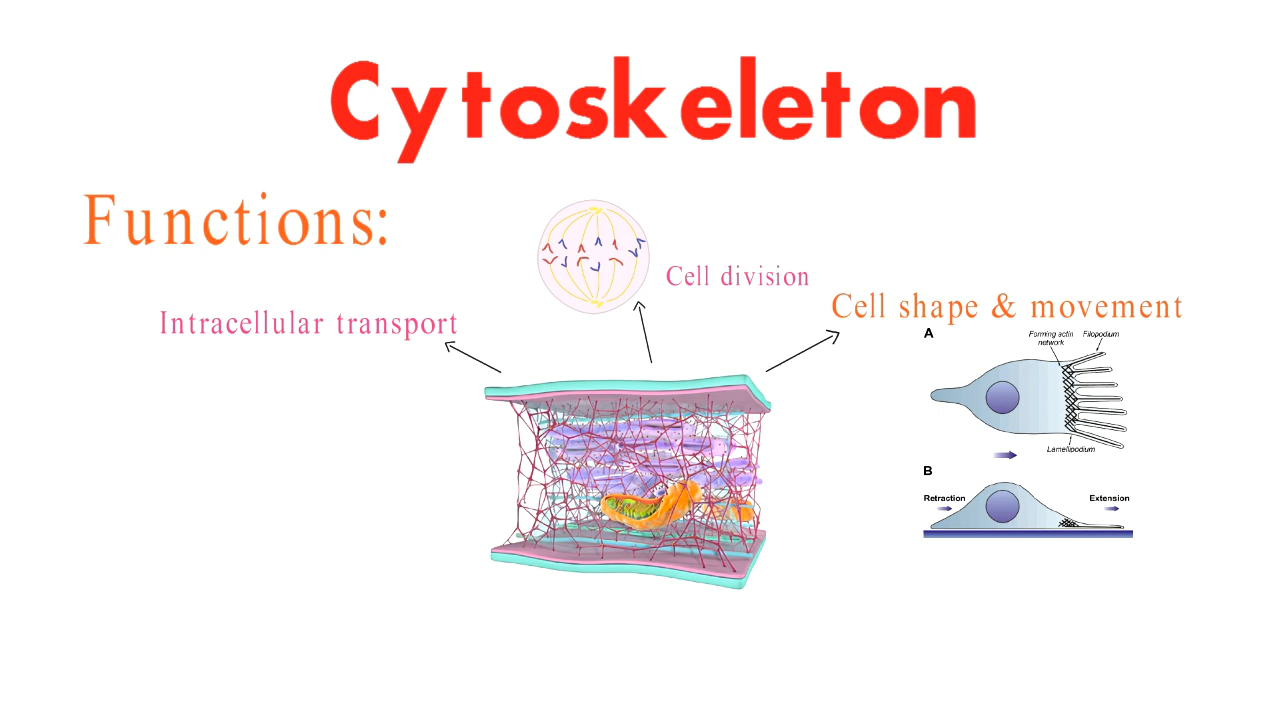 Cytoskeleton
Functions:
Cell division
Intracellular transport
Cell shape & movement
A
Forming actin
network
Filopodium
Lamellipodium
B
Retraction
Extension